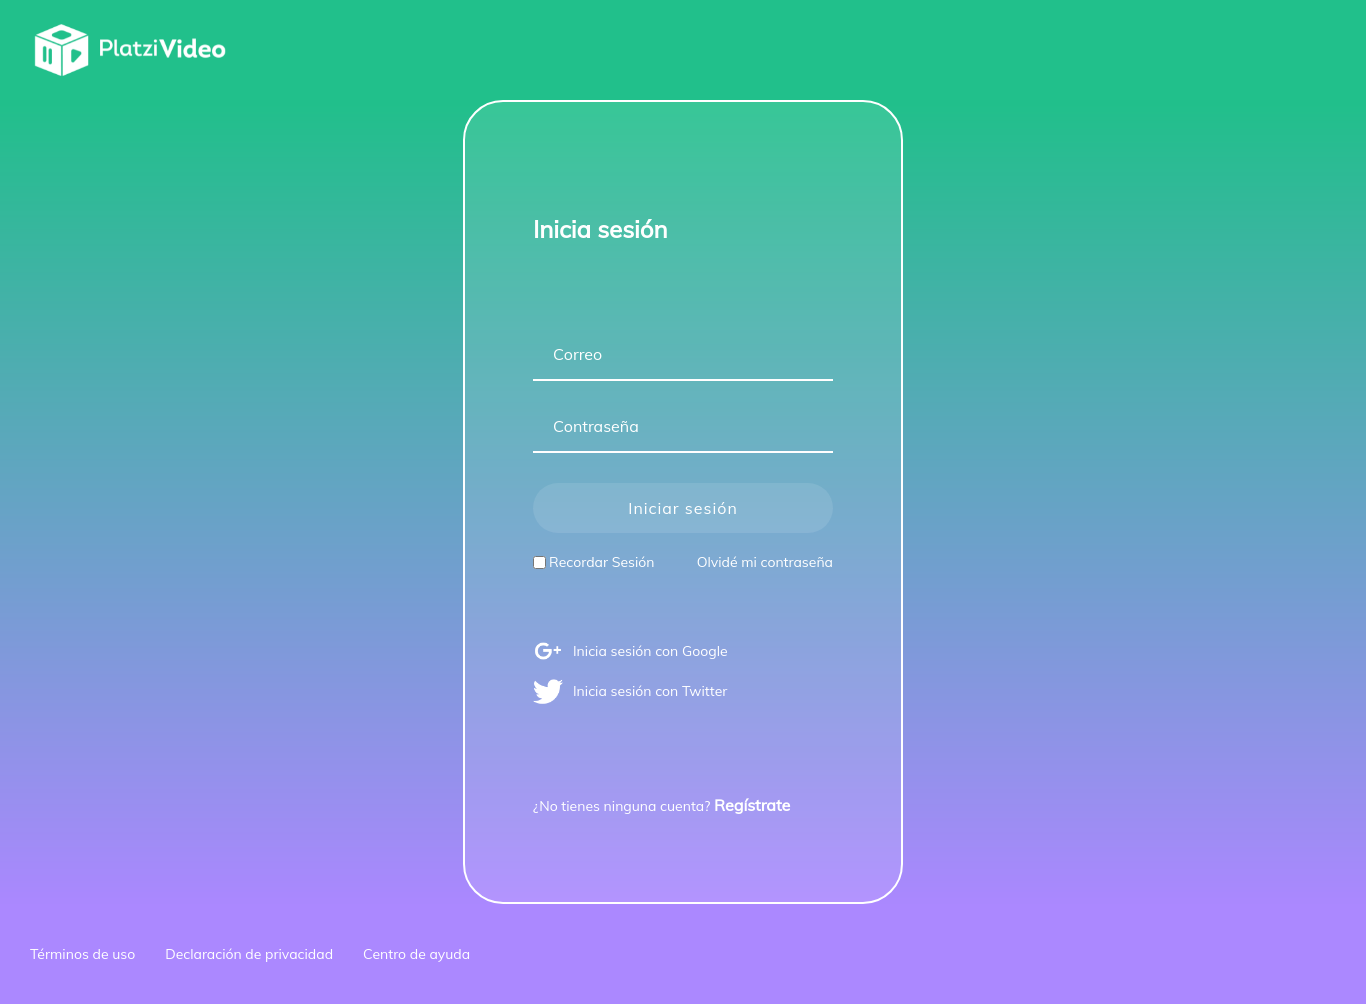 PlatziVideo
Inicia sesión
Correo
Contraseña
Iniciar sesión
Recordar Sesión
Olvidé mi contraseña
Inicia sesión con Google
Inicia sesión con Twitter
¿No tienes ninguna cuenta? Regístrate
Términos de uso
Declaración de privacidad
Centro de ayuda